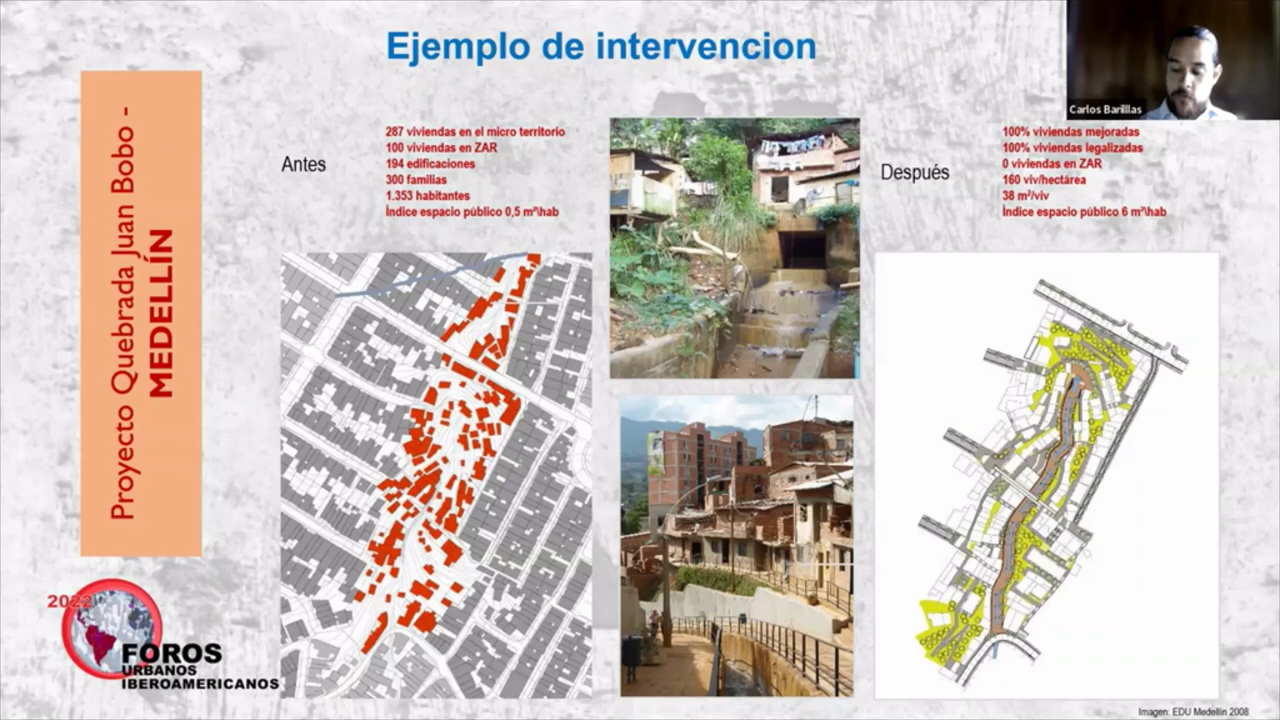 Ejemplo de intervencion
Carlos Barilllas
Proyecto Quebrada Juan Bobo -
MEDELLÍN
Antes
287 viviendas en el micro territorio
100 viviendas en ZAR
194 edificaciones
300 familias
1.353 habitantes
Índice espacio público 0,5 m²\hab
Después
100% viviendas mejoradas
100% viviendas legalizadas
0 viviendas en ZAR
160 viv/hectárea
38 m²/viv
Índice espacio público 6 m²\hab
2022
FOROS
URBANOS
IBEROAMERICANOS
Imagen: EDU Medellín 2008